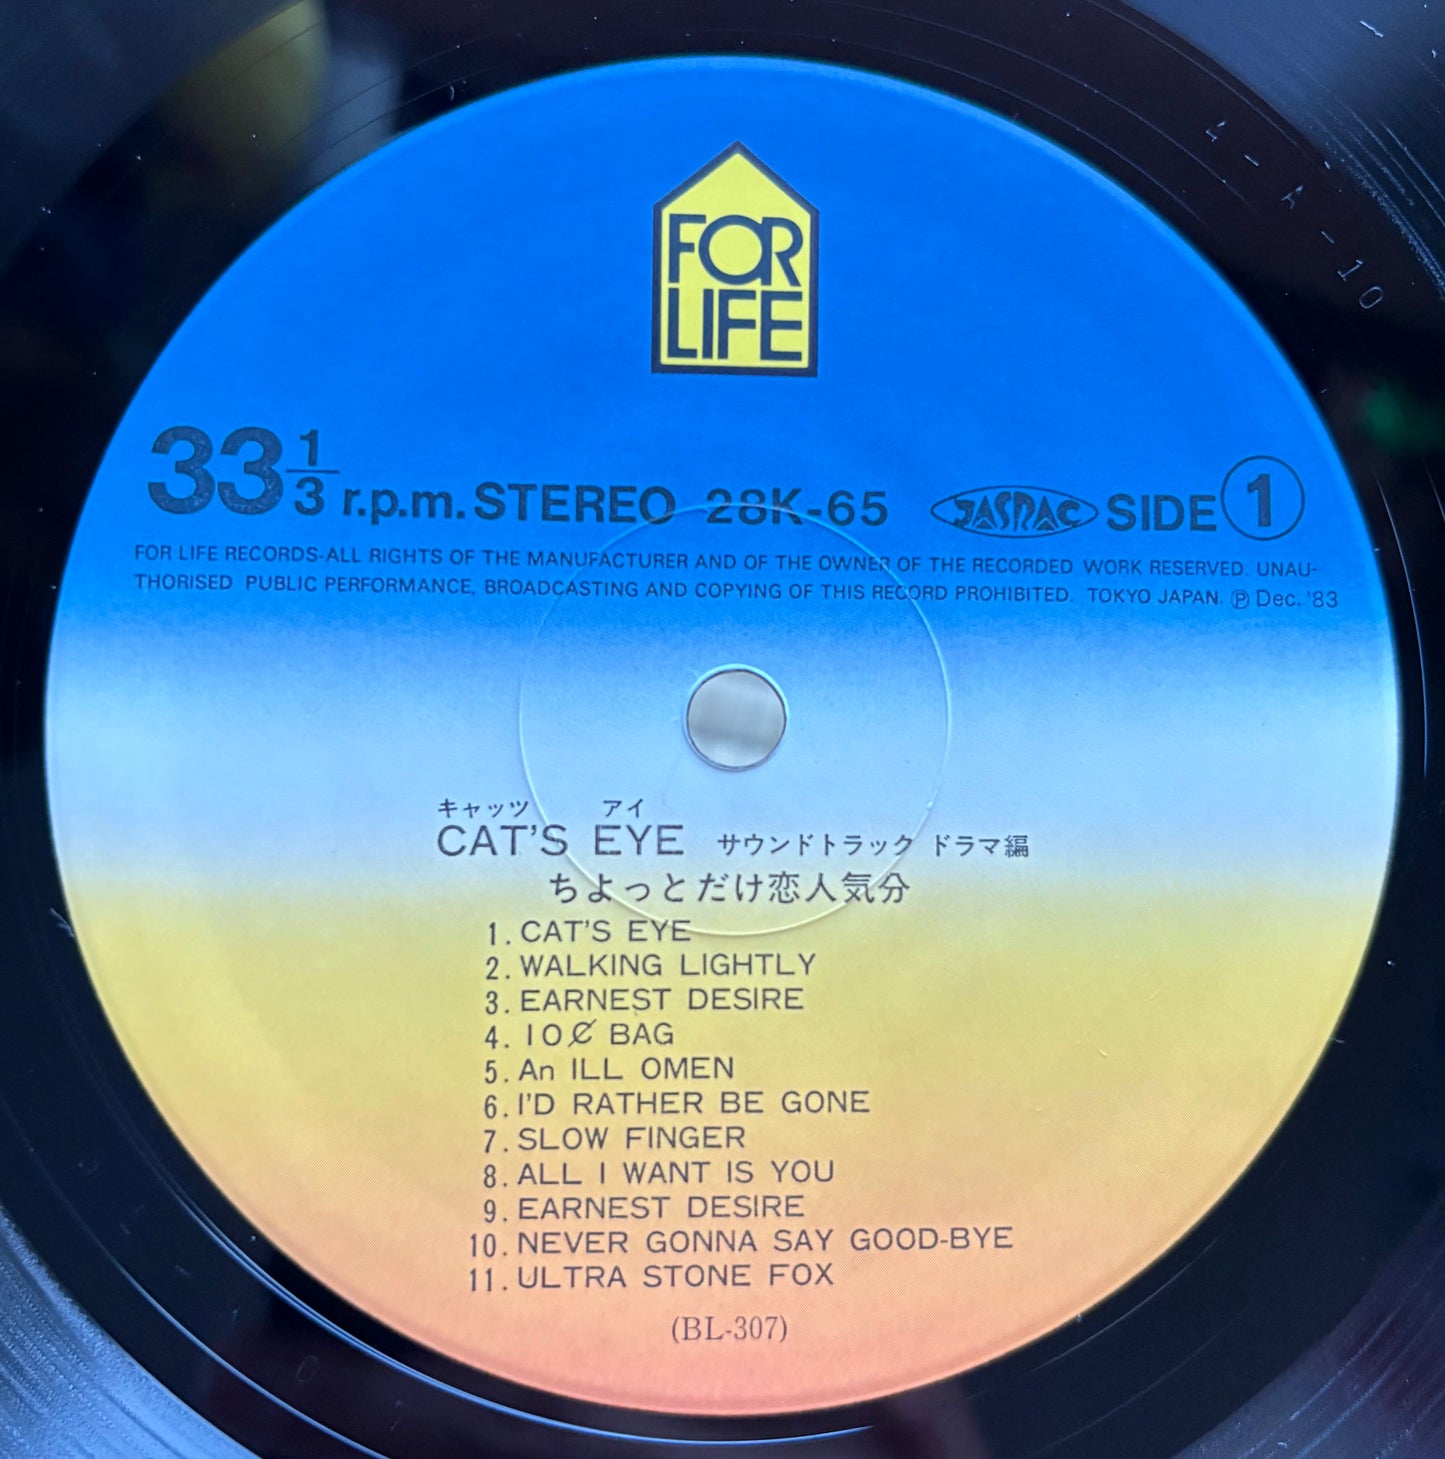 4-A-10
FOR
LIFE
33 1/3 r.p.m. STEREO 28K-65 JASRAC SIDE 1
FOR LIFE RECORDS-ALL RIGHTS OF THE MANUFACTURER AND OF THE OWNER OF THE RECORDED WORK RESERVED. UNAU-
THORISED PUBLIC PERFORMANCE, BROADCASTING AND COPYING OF THIS RECORD PROHIBITED. TOKYO JAPAN. Ⓟ Dec. '83
キャッツ アイ
CAT'S EYE サウンドトラック ドラマ編
ちょっとだけ恋人気分
1. CAT'S EYE
2. WALKING LIGHTLY
3. EARNEST DESIRE
4. 10₡ BAG
5. An ILL OMEN
6. I'D RATHER BE GONE
7. SLOW FINGER
8. ALL I WANT IS YOU
9. EARNEST DESIRE
10. NEVER GONNA SAY GOOD-BYE
11. ULTRA STONE FOX
(BL-307)